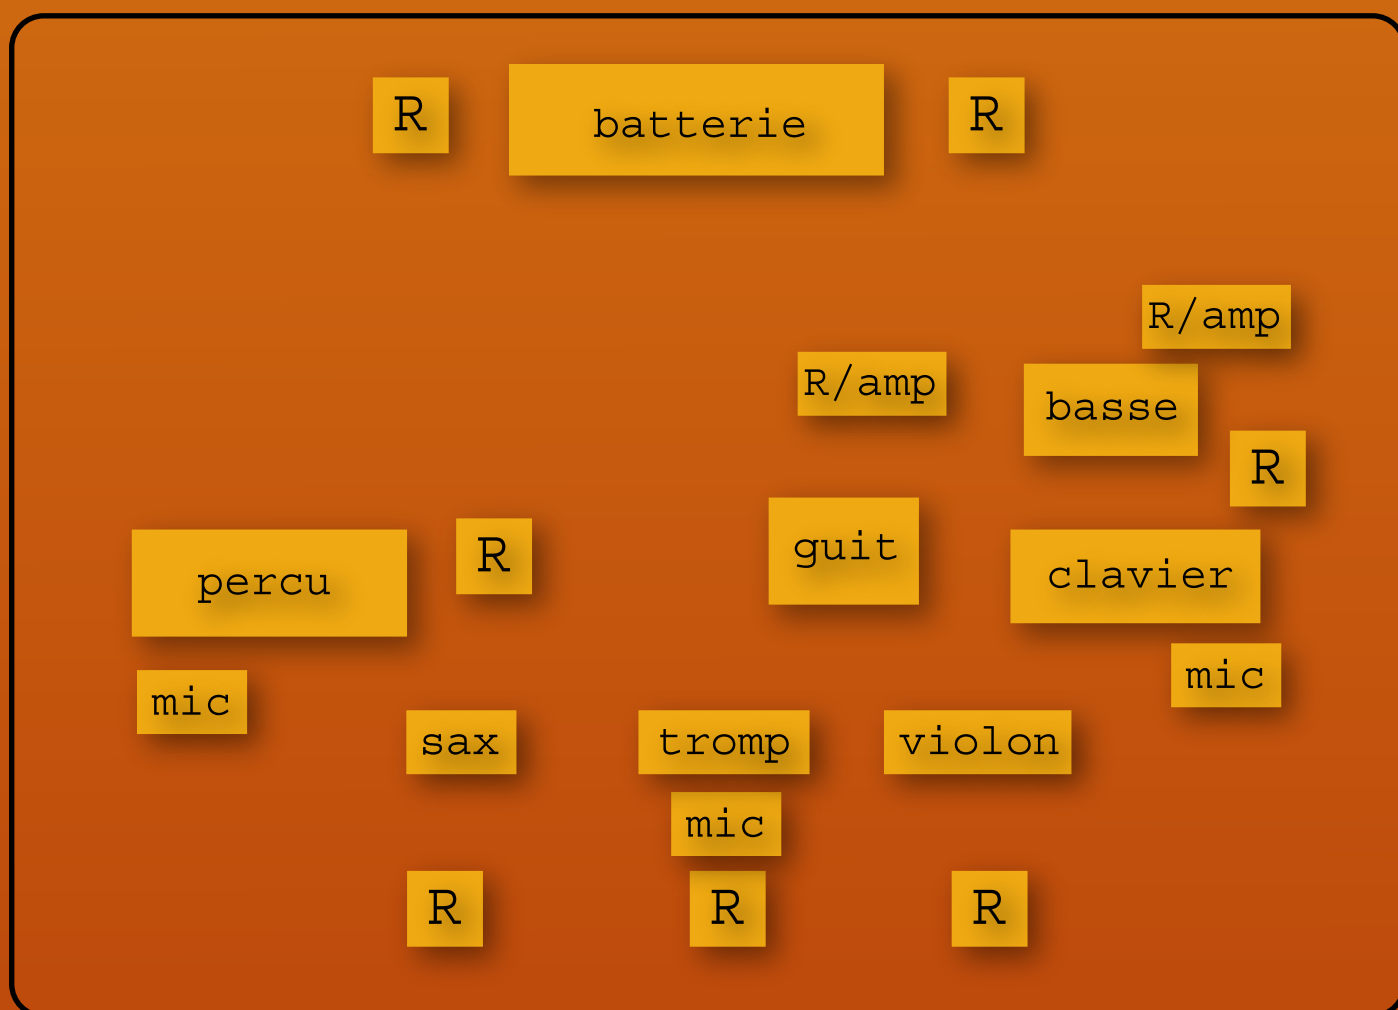 R
batterie
R
R/amp
R/amp
basse
R
guit
R
percu
clavier
mic
mic
sax
tromp
violon
mic
R
R
R